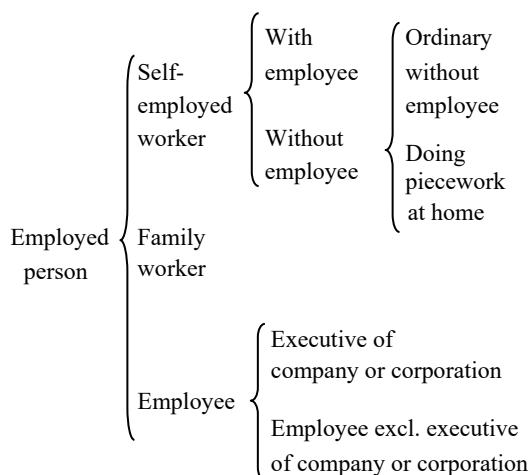 With
employee
Ordinary
without
employee
Self-
employed
worker
Without
employee
Doing
piecework
at home
Employed
person
Family
worker
Executive of
company or corporation
Employee
Employee excl. executive
of company or corporation